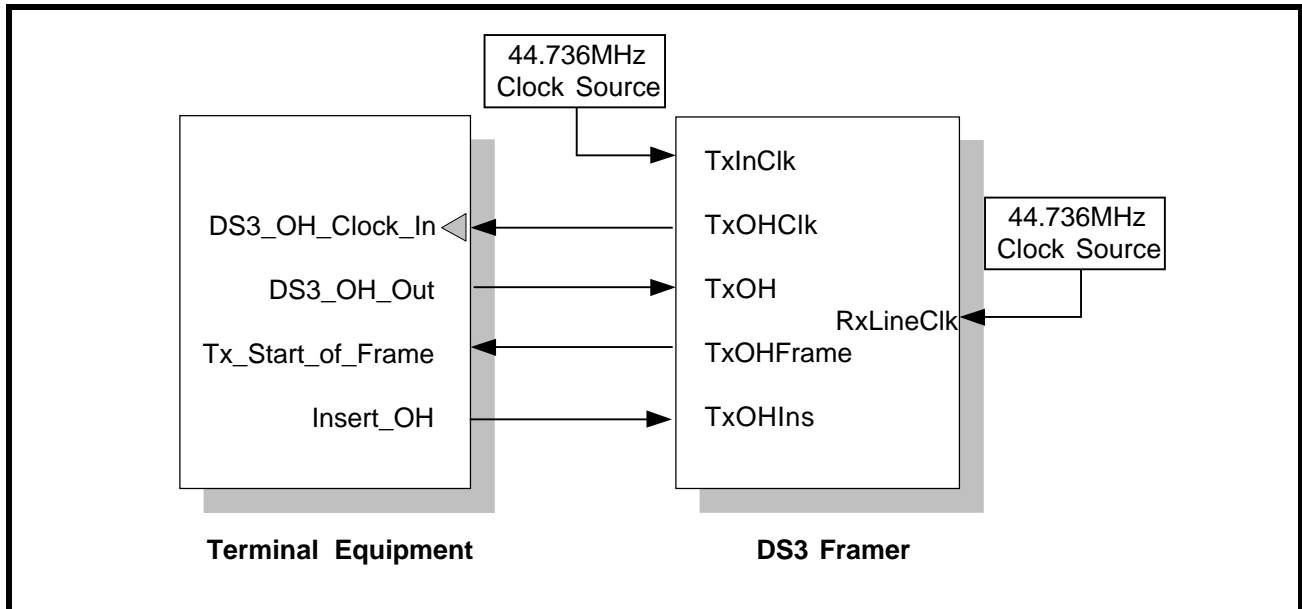 44.736MHz
Clock Source
TxInClk
DS3_OH_Clock_In
TxOHClk
44.736MHz
Clock Source
DS3_OH_Out
TxOH
RxLineClk
Tx_Start_of_Frame
TxOHFrame
Insert_OH
TxOHIns
Terminal Equipment
DS3 Framer